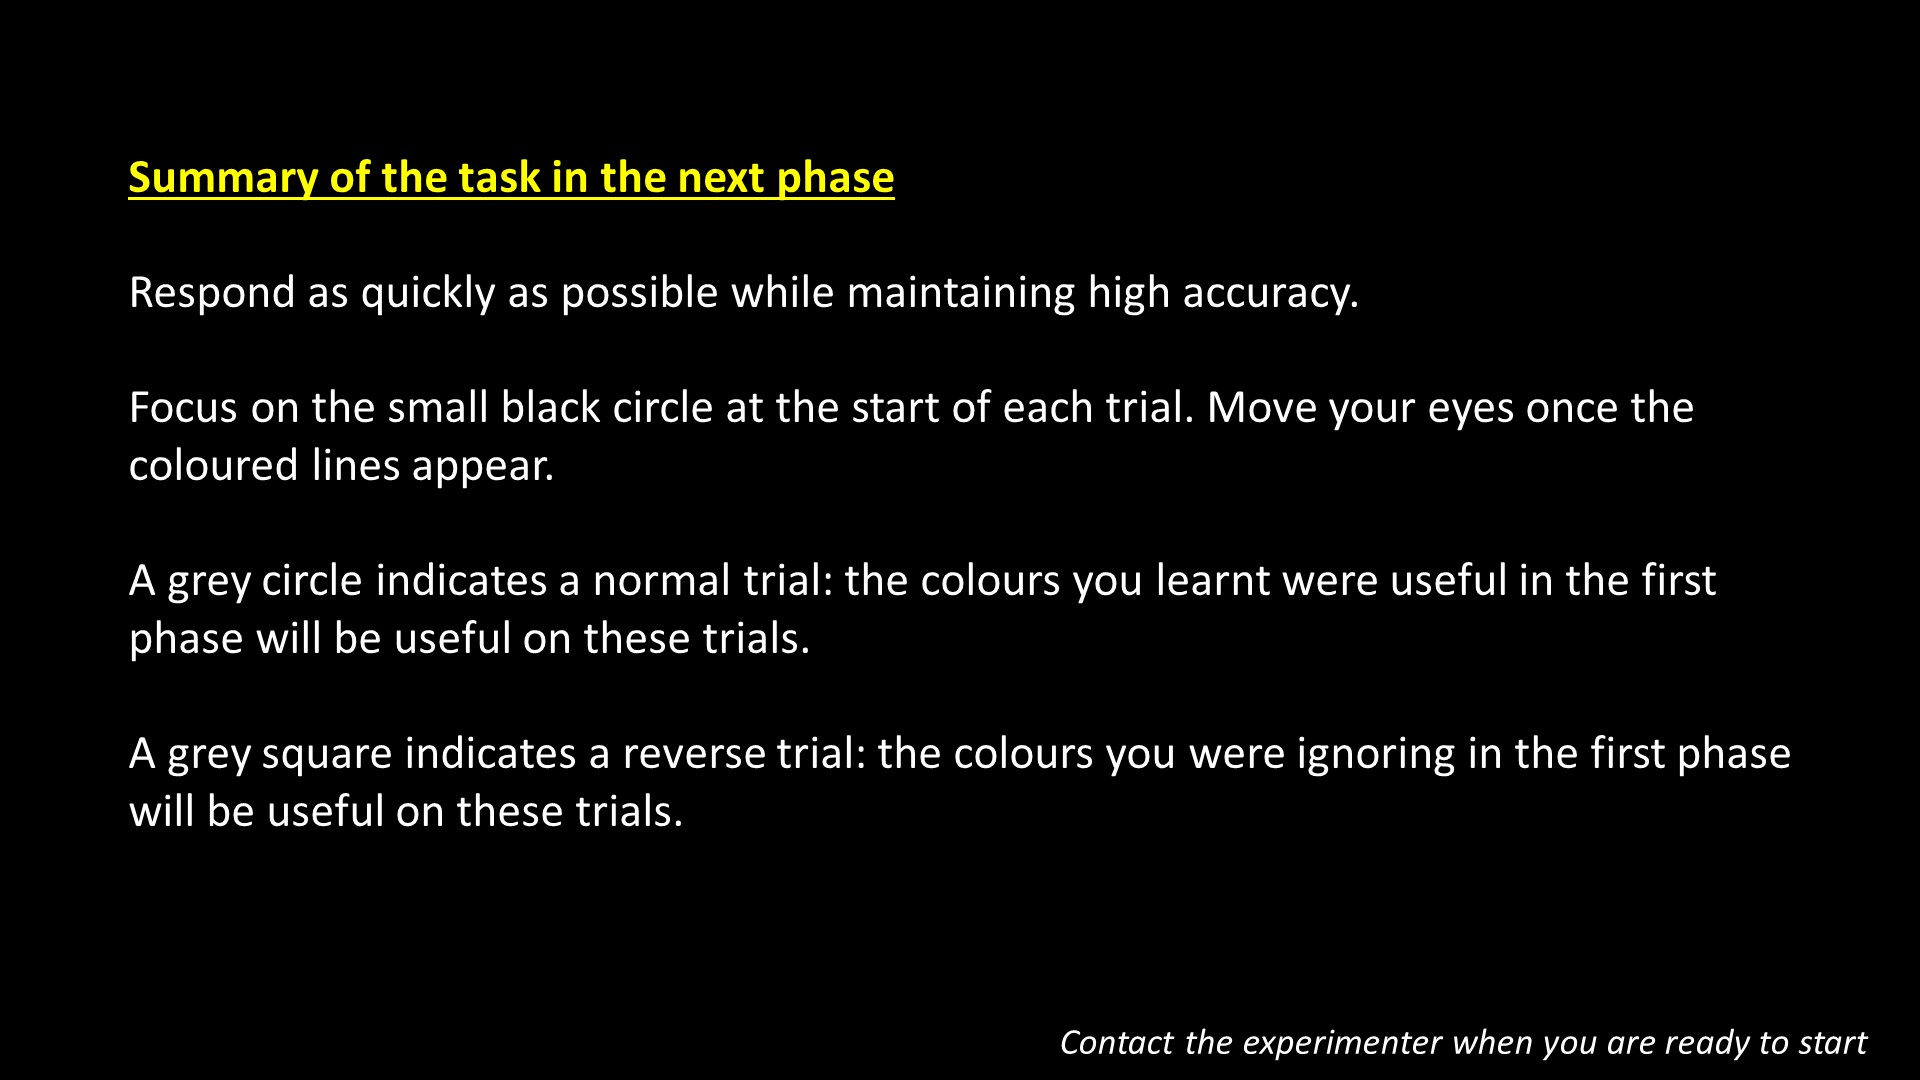 Summary of the task in the next phase
Respond as quickly as possible while maintaining high accuracy.
Focus on the small black circle at the start of each trial. Move your eyes once the
coloured lines appear.
A grey circle indicates a normal trial: the colours you learnt were useful in the first
phase will be useful on these trials.
A grey square indicates a reverse trial: the colours you were ignoring in the first phase
will be useful on these trials.
Contact the experimenter when you are ready to start